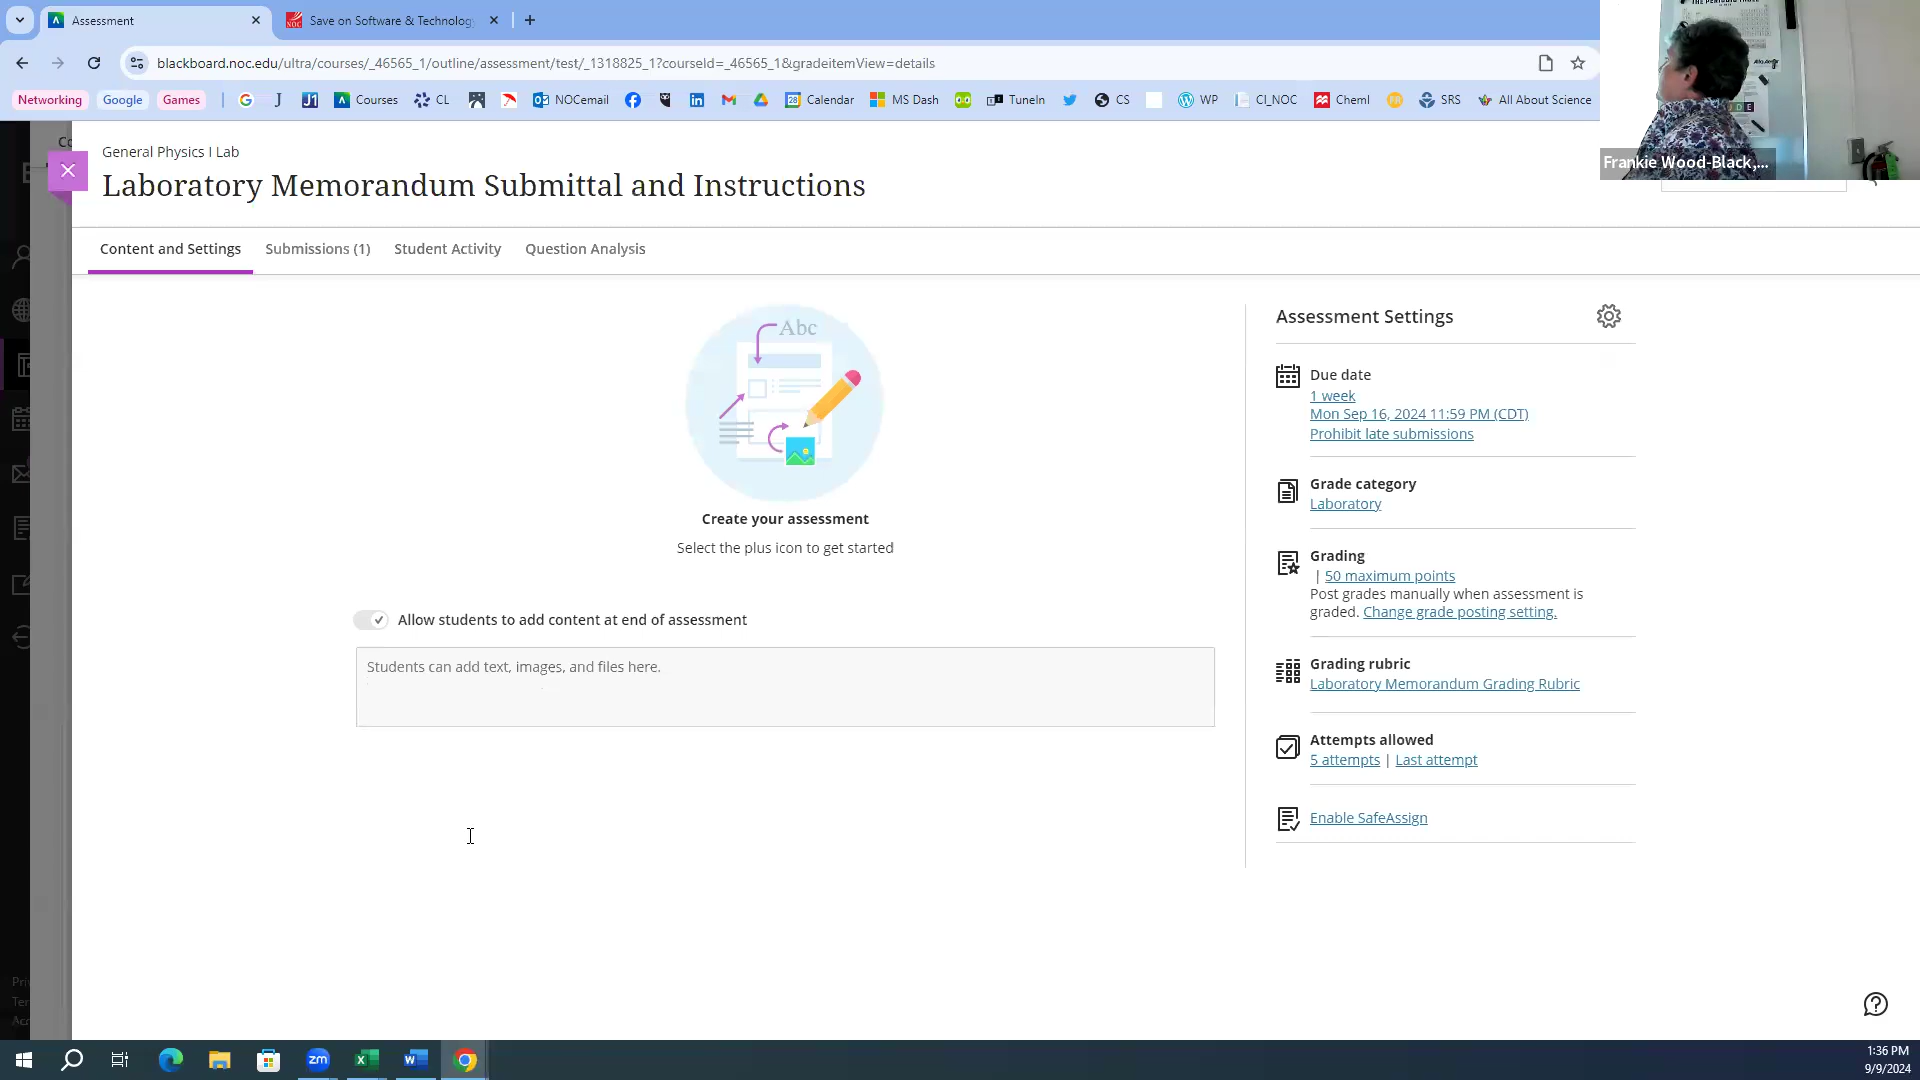 Assessment
Save on Software & Technolog
blackboard.noc.edu/ultra/courses/_46565_1/outline/assessment/test/_1318825_1?courseId=_46565_1&gradeitemView=details
Networking Google Games Courses CL NOCemail Calendar MS Dash TuneIn CS WP CI_NOC ChemI SRS All About Science
Frankie Wood-Black,...
General Physics I Lab
Laboratory Memorandum Submittal and Instructions
Content and Settings Submissions (1) Student Activity Question Analysis
Abc
Create your assessment
Select the plus icon to get started
Allow students to add content at end of assessment
Students can add text, images, and files here.
Assessment Settings
Due date
1 week
Mon Sep 16, 2024 11:59 PM (CDT)
Prohibit late submissions
Grade category
Laboratory
Grading
| 50 maximum points
Post grades manually when assessment is
graded. Change grade posting setting.
Grading rubric
Laboratory Memorandum Grading Rubric
Attempts allowed
5 attempts | Last attempt
Enable SafeAssign
1:36 PM
9/9/2024